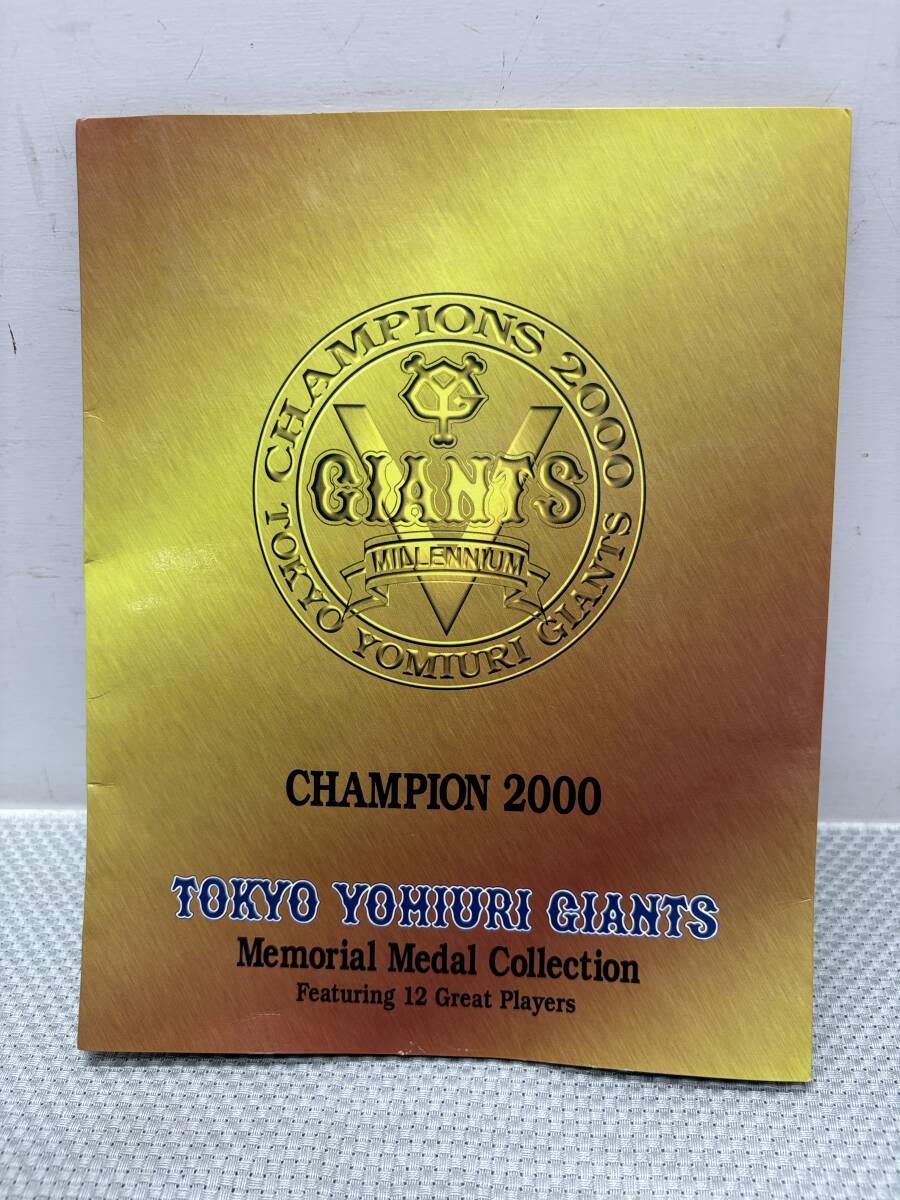 CHAMPIONS 2000
YG
GIANTS
V
MILLENNIUM
TOKYO YOMIURI GIANTS
CHAMPION 2000
TOKYO YOMIURI GIANTS
Memorial Medal Collection
Featuring 12 Great Players